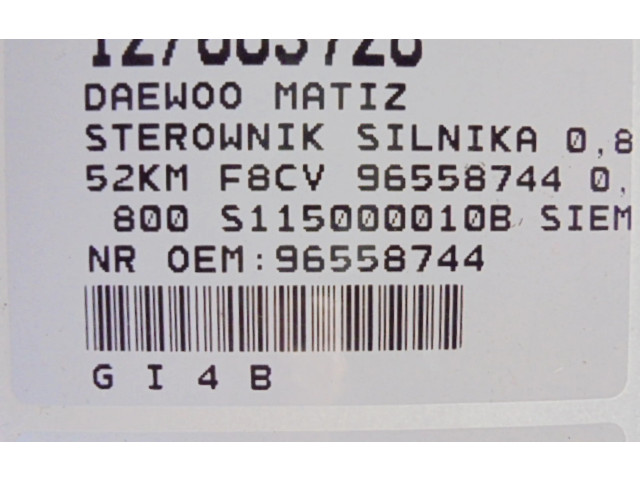 DAEWOO MATIZ
STEROWNIK SILNIKA 0,8
52KM F8CV 96558744 0,
800 S115000010B SIEM
NR OEM:96558744
G I 4 B